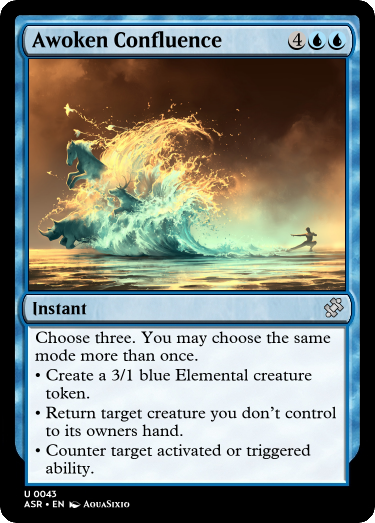 Awoken Confluence 4
Instant
Choose three. You may choose the same
mode more than once.
• Create a 3/1 blue Elemental creature
token.
• Return target creature you don't control
to its owners hand.
• Counter target activated or triggered
ability.
U 0043
ASR • EN AquaSixio